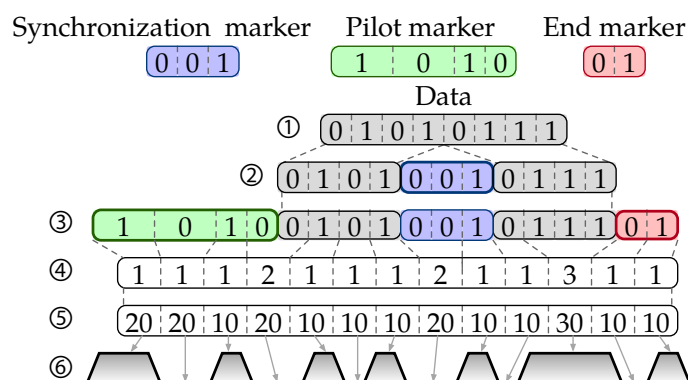 Synchronization marker Pilot marker End marker
0 0 1 1 0 1 0 0 1
Data
① 0 1 0 1 0 1 1 1
② 0 1 0 1 0 0 1 0 1 1 1
③ 1 0 1 0 0 1 0 1 0 0 1 0 1 1 1 0 1
④ 1 1 1 2 1 1 1 2 1 1 3 1 1
⑤ 20 20 10 20 10 10 10 20 10 10 30 10 10
⑥